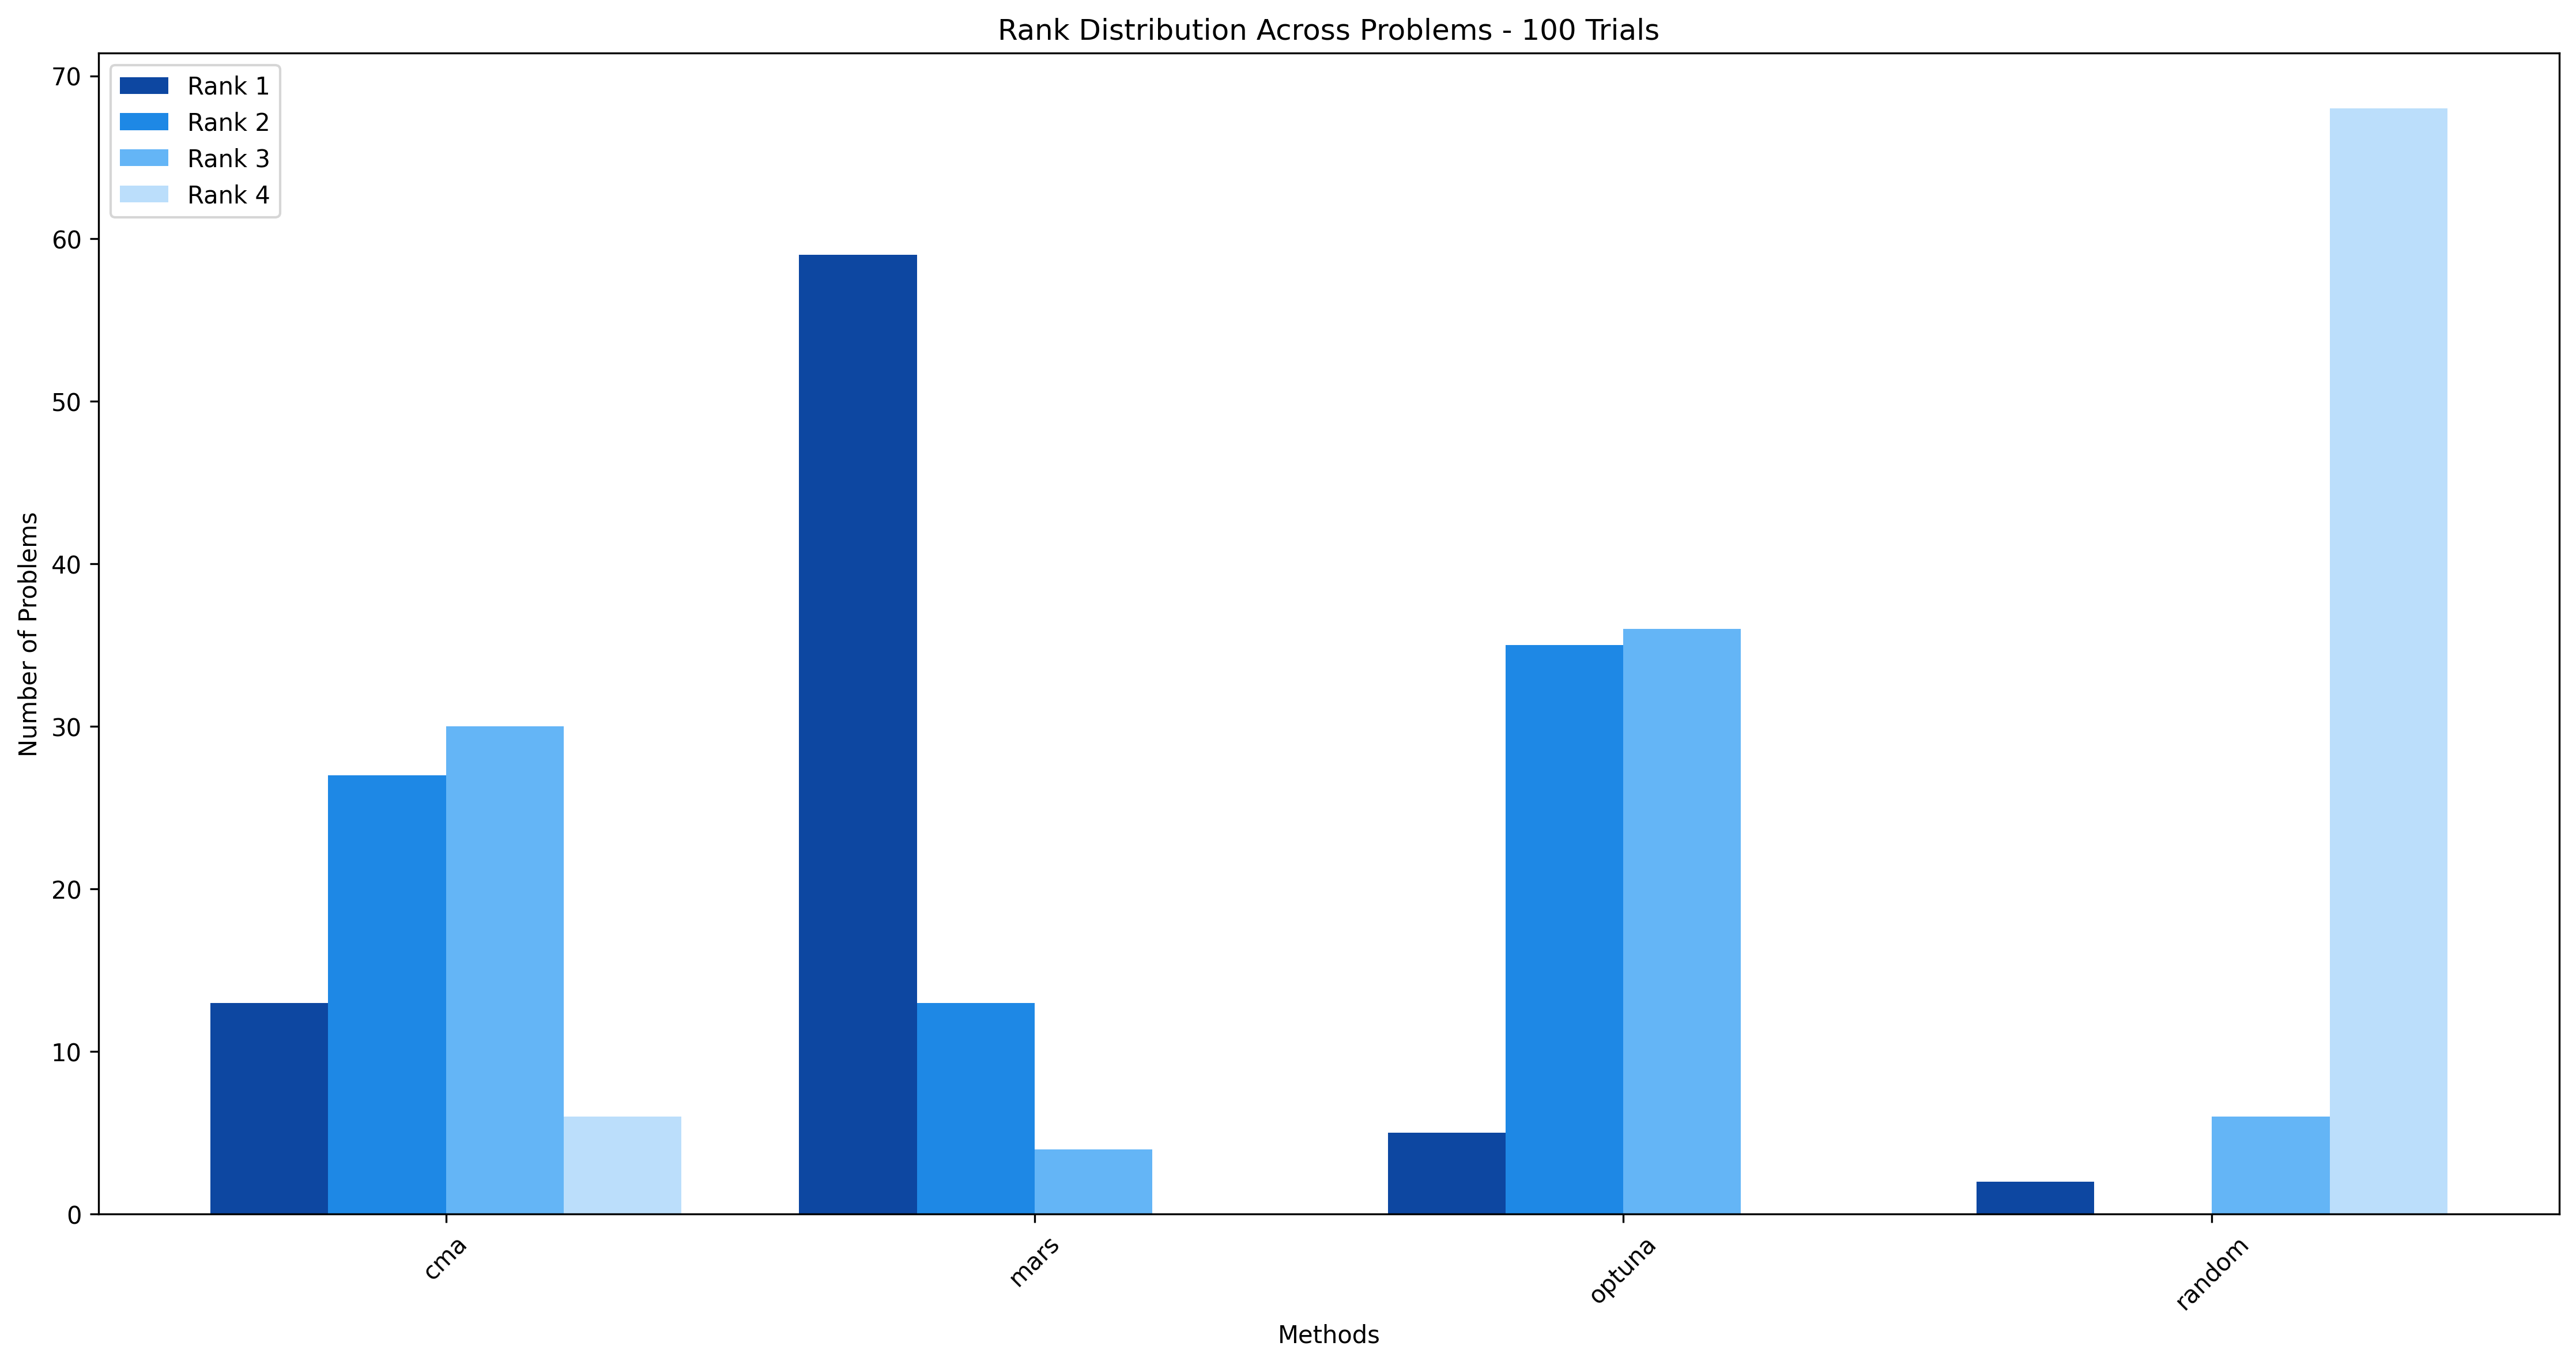 Rank Distribution Across Problems - 100 Trials
Rank 1
Rank 2
Rank 3
Rank 4
70
60
50
40
30
20
10
0
Number of Problems
cma
mars
optuna
random
Methods